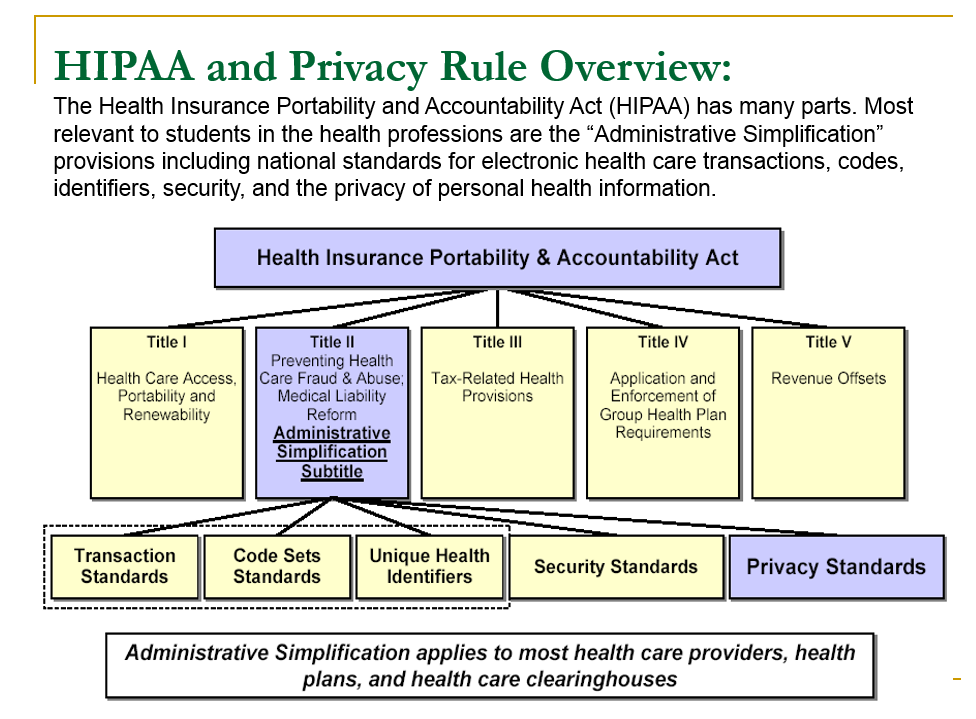 HIPAA and Privacy Rule Overview:
The Health Insurance Portability and Accountability Act (HIPAA) has many parts. Most
relevant to students in the health professions are the “Administrative Simplification”
provisions including national standards for electronic health care transactions, codes,
identifiers, security, and the privacy of personal health information.
Health Insurance Portability & Accountability Act
Title I
Health Care Access,
Portability and
Renewability
Title II
Preventing Health
Care Fraud & Abuse;
Medical Liability
Reform
Administrative
Simplification
Subtitle
Title III
Tax-Related Health
Provisions
Title IV
Application and
Enforcement of
Group Health Plan
Requirements
Title V
Revenue Offsets
Transaction
Standards
Code Sets
Standards
Unique Health
Identifiers
Security Standards
Privacy Standards
Administrative Simplification applies to most health care providers, health
plans, and health care clearinghouses